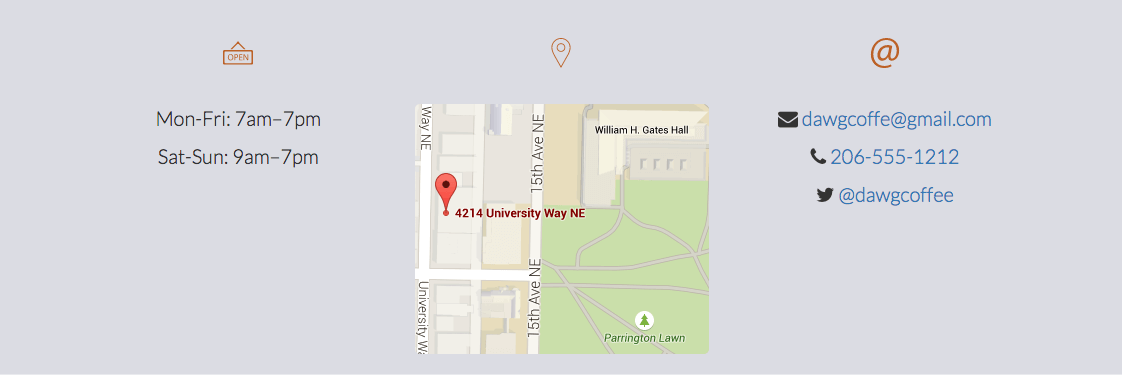 OPEN
@
Mon-Fri: 7am–7pm
Sat-Sun: 9am–7pm
Way NE
15th Ave NE
William H. Gates Hall
4214 University Way NE
University Wa
15th Ave NE
Parrington Lawn
dawgcoffe@gmail.com
206-555-1212
@dawgcoffee